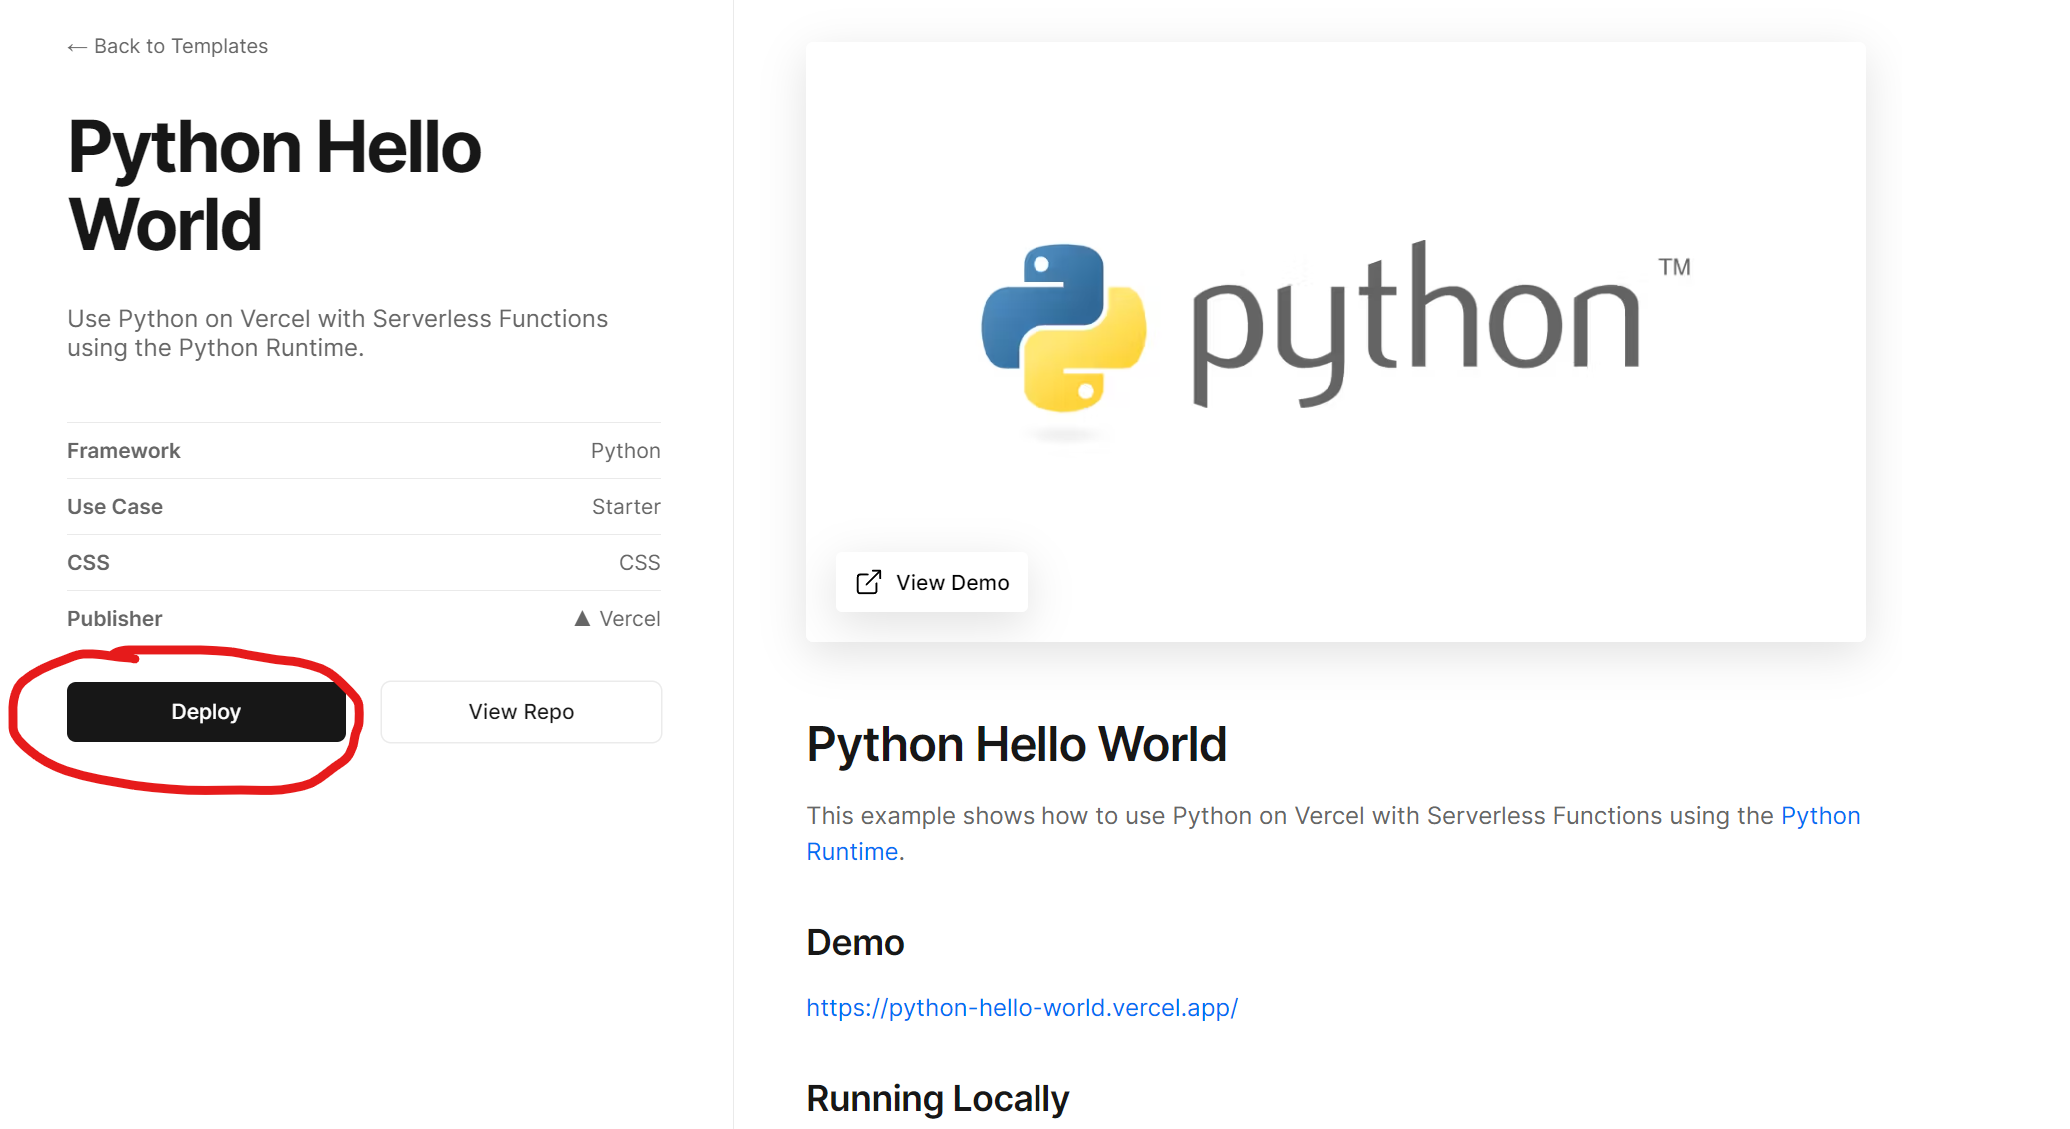 ← Back to Templates
Python Hello
World
Use Python on Vercel with Serverless Functions
using the Python Runtime.
Framework Python
Use Case Starter
CSS CSS
Publisher ▲ Vercel
Deploy View Repo
python TM
View Demo
Python Hello World
This example shows how to use Python on Vercel with Serverless Functions using the Python
Runtime.
Demo
https://python-hello-world.vercel.app/
Running Locally